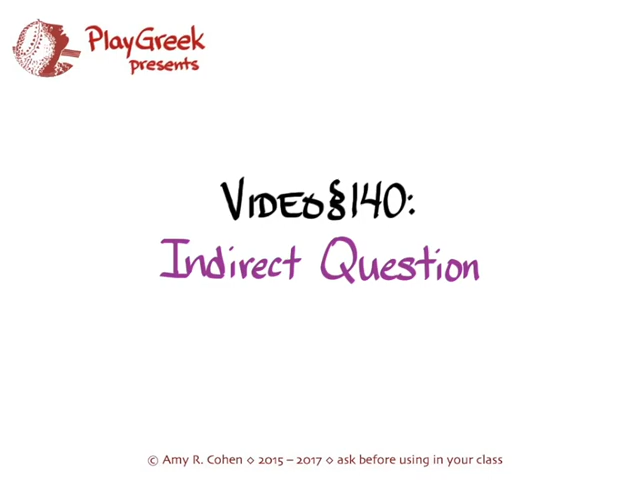 PlayGreek
presents
VIDEO §140:
Indirect Question
© Amy R. Cohen ◇ 2015 – 2017 ◇ ask before using in your class